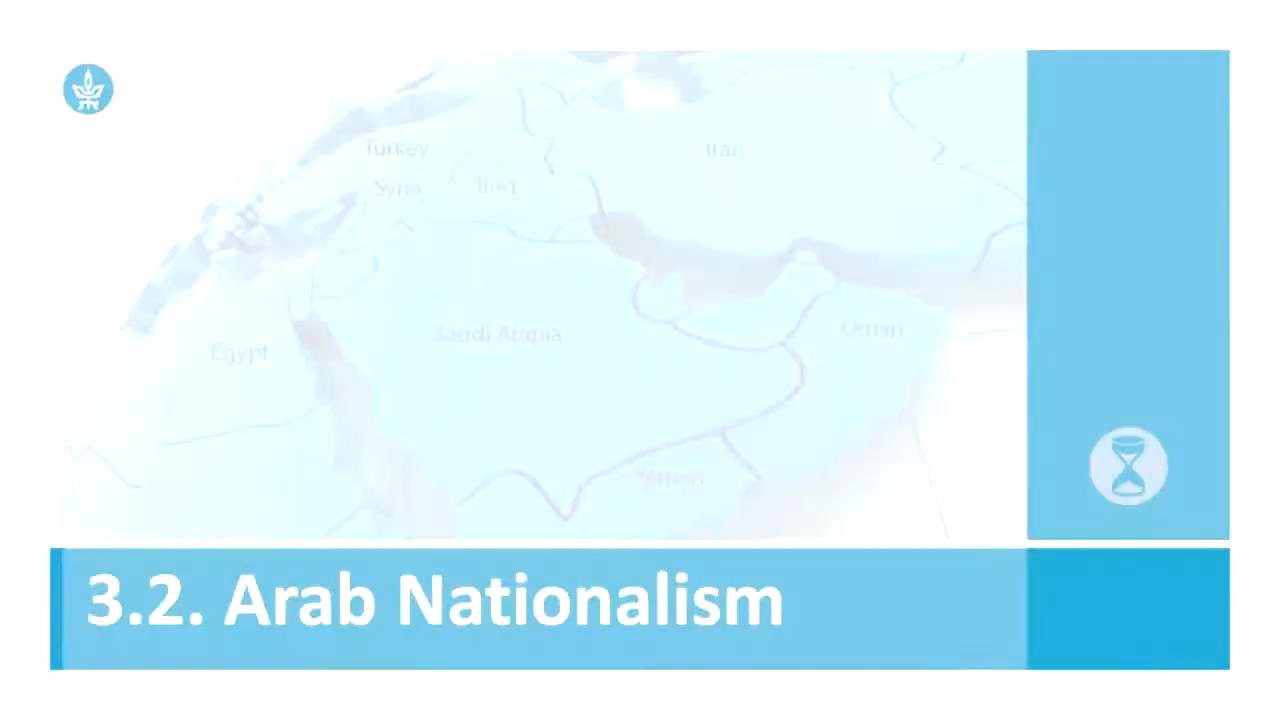 Turkey
Iran
Syria
Iraq
Saudi Arabia
Oman
Egypt
Yemen
3.2. Arab Nationalism